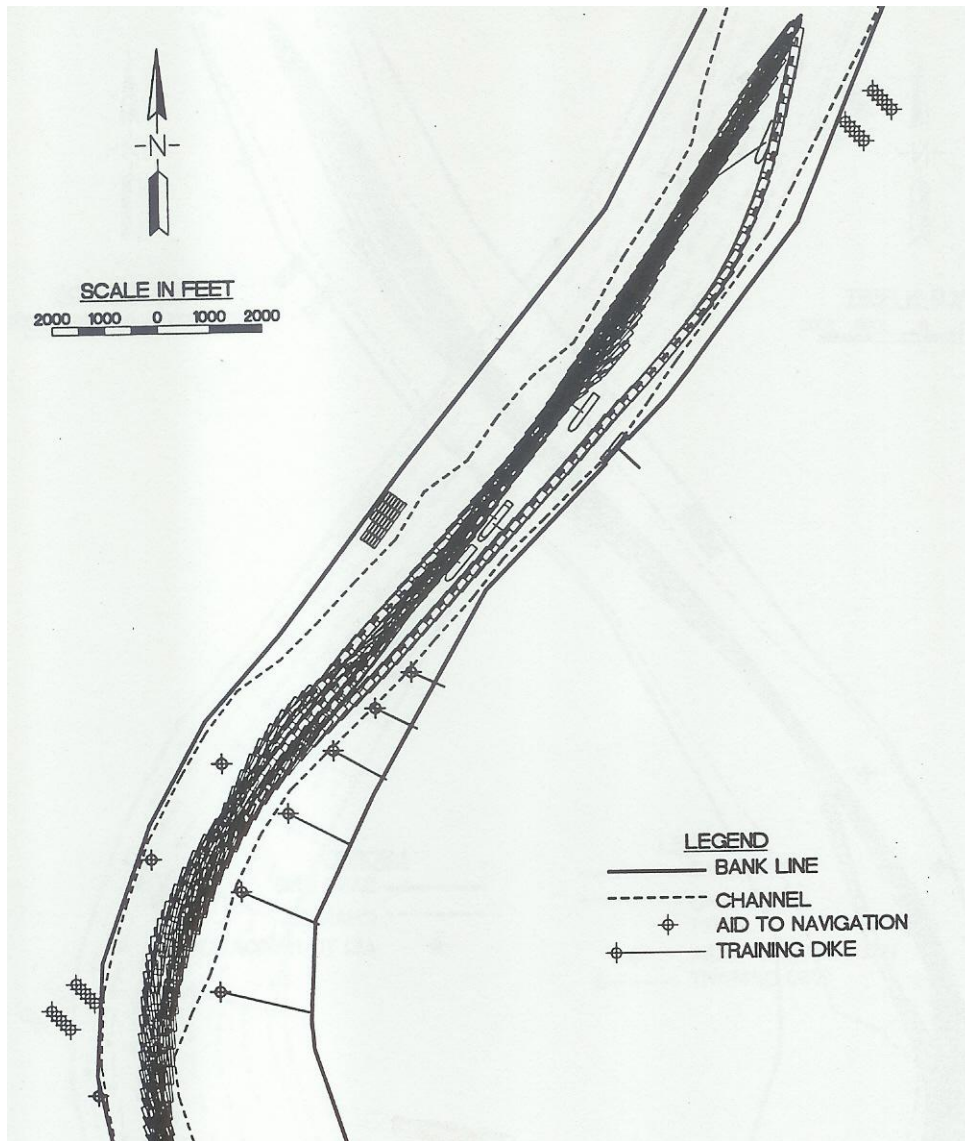 N
SCALE IN FEET
2000 1000 0 1000 2000
LEGEND
BANK LINE
CHANNEL
AID TO NAVIGATION
TRAINING DIKE